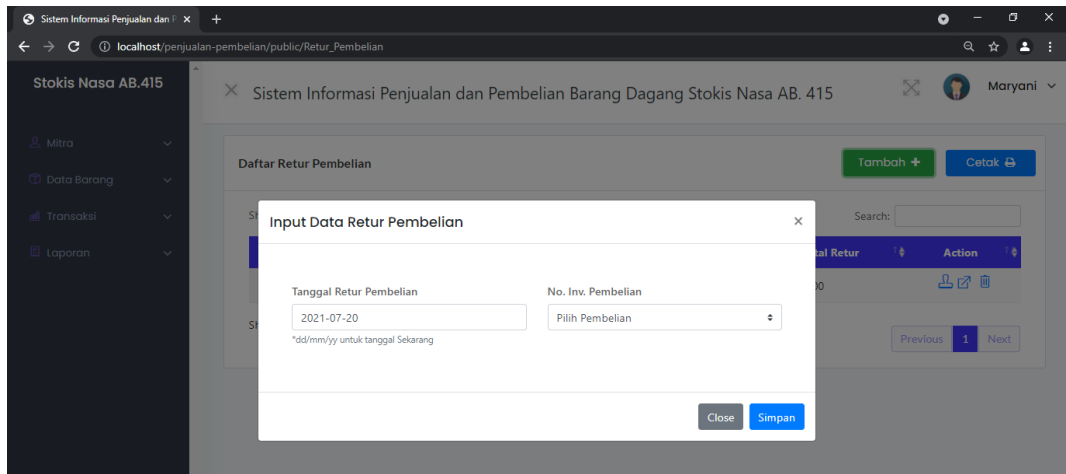 Sistem Informasi Penjualan dan P
localhost/penjualan-pembelian/public/Retur_Pembelian
Stokis Nasa AB.415
Sistem Informasi Penjualan dan Pembelian Barang Dagang Stokis Nasa AB. 415
Maryani
Mitra
Data Barang
Transaksi
Laporan
Daftar Retur Pembelian
Tambah +
Cetak
Search:
Input Data Retur Pembelian
×
tal Retur
Action
Tanggal Retur Pembelian
No. Inv. Pembelian
2021-07-20
Pilih Pembelian
*dd/mm/yy untuk tanggal Sekarang
Previous 1 Next
Close
Simpan